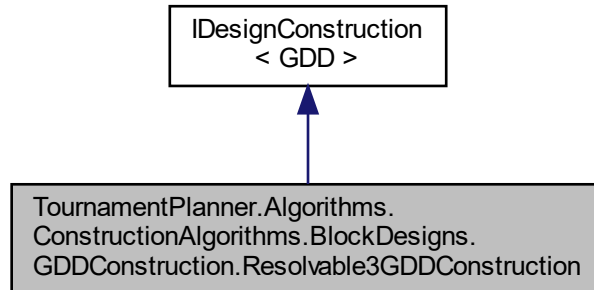 IDesignConstruction
< GDD >
TournamentPlanner.Algorithms.
ConstructionAlgorithms.BlockDesigns.
GDDConstruction.Resolvable3GDDConstruction